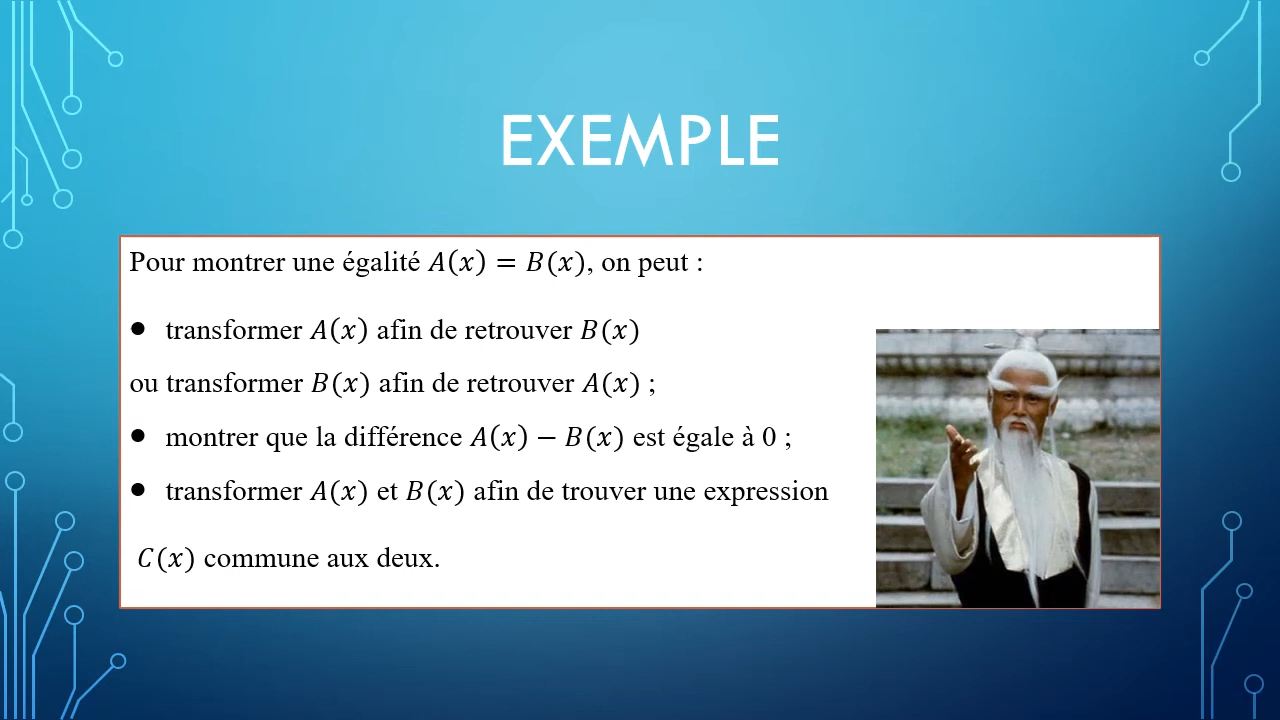 EXEMPLE
Pour montrer une égalité A(x) = B(x), on peut :
● transformer A(x) afin de retrouver B(x)
ou transformer B(x) afin de retrouver A(x) ;
● montrer que la différence A(x) − B(x) est égale à 0 ;
● transformer A(x) et B(x) afin de trouver une expression
C(x) commune aux deux.